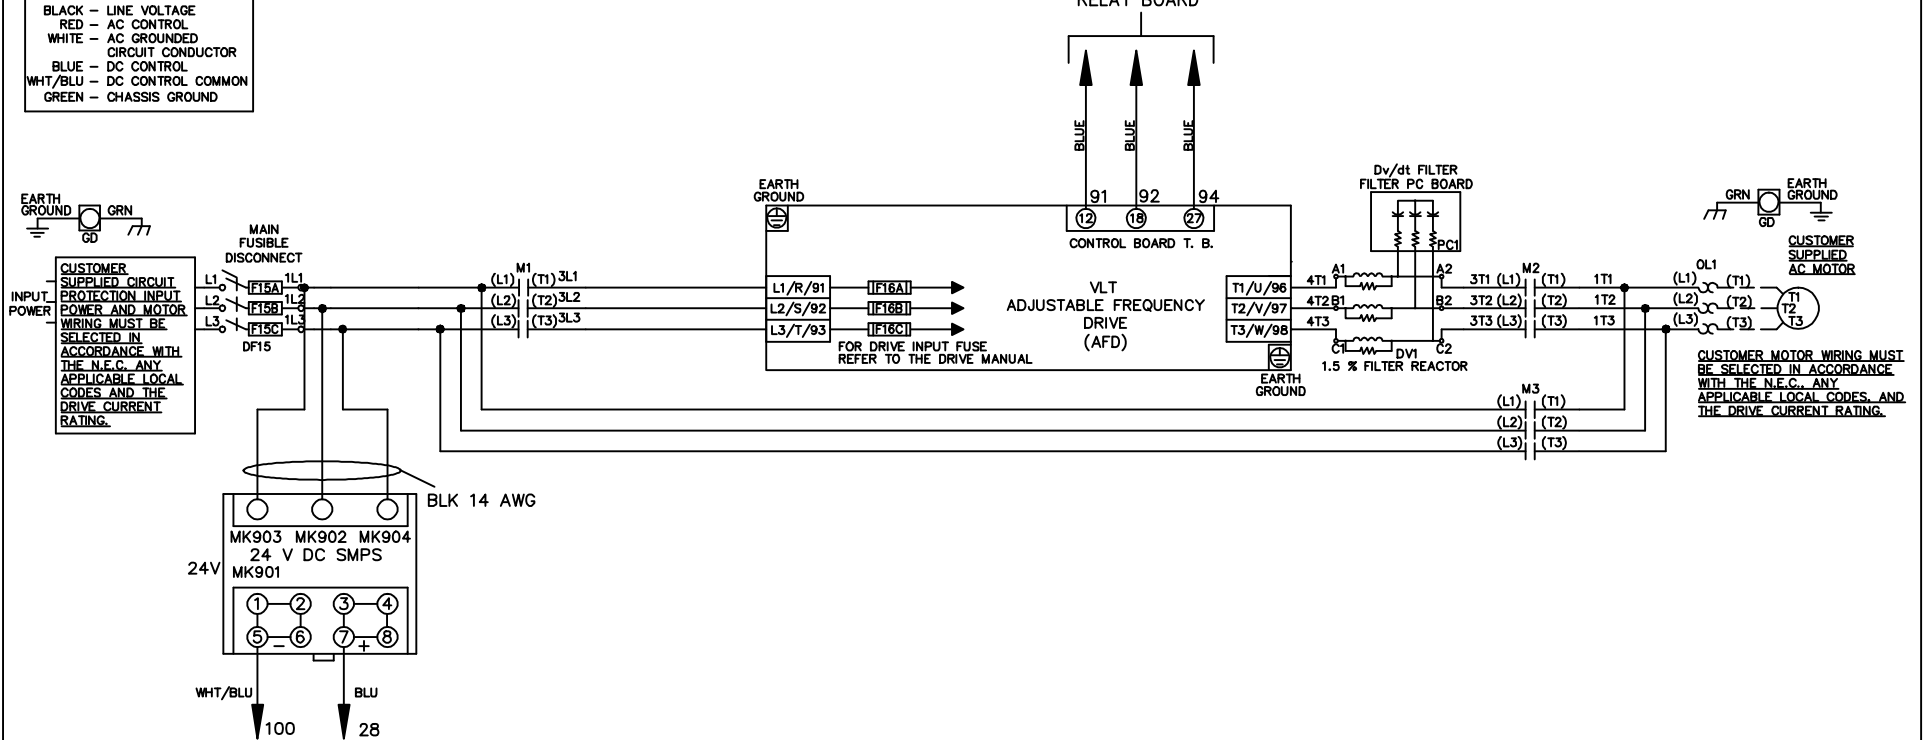 BLACK – LINE VOLTAGE
RED – AC CONTROL
WHITE – AC GROUNDED
CIRCUIT CONDUCTOR
BLUE – DC CONTROL
WHT/BLU – DC CONTROL COMMON
GREEN – CHASSIS GROUND
RELAY BOARD
BLUE
BLUE
BLUE
91
92
94
12
18
27
CONTROL BOARD T. B.
EARTH
GROUND
GRN
GD
MAIN
FUSIBLE
DISCONNECT
INPUT
POWER
CUSTOMER
SUPPLIED CIRCUIT
PROTECTION INPUT
POWER AND MOTOR
WIRING MUST BE
SELECTED IN
ACCORDANCE WITH
THE N.E.C. ANY
APPLICABLE LOCAL
CODES AND THE
DRIVE CURRENT
RATING.
L1
F15A
1L1
L2
F15B
1L2
L3
F15C
1L3
DF15
M1
(L1) (T1) 3L1
(L2) (T2) 3L2
(L3) (T3) 3L3
EARTH
GROUND
L1/R/91
L2/S/92
L3/T/93
F16A
F16B
F16C
FOR DRIVE INPUT FUSE
REFER TO THE DRIVE MANUAL
VLT
ADJUSTABLE FREQUENCY
DRIVE
(AFD)
T1/U/96
T2/V/97
T3/W/98
EARTH
GROUND
Dv/dt FILTER
FILTER PC BOARD
PC1
4T1
A1
A2
4T2
B1
B2
4T3
C1
C2
DV1
1.5 % FILTER REACTOR
M2
3T1 (L1) (T1) 1T1
3T2 (L2) (T2) 1T2
3T3 (L3) (T3) 1T3
M3
(L1) (T1)
(L2) (T2)
(L3) (T3)
OL1
(L1) (T1)
(L2) (T2)
(L3) (T3)
T1
T2
T3
GRN
EARTH
GROUND
GD
CUSTOMER
SUPPLIED
AC MOTOR
CUSTOMER MOTOR WIRING MUST
BE SELECTED IN ACCORDANCE
WITH THE N.E.C., ANY
APPLICABLE LOCAL CODES, AND
THE DRIVE CURRENT RATING.
BLK 14 AWG
MK903 MK902 MK904
24 V DC SMPS
24V
MK901
1 2 3 4
5 – 6 7 + 8
WHT/BLU
BLU
100
28